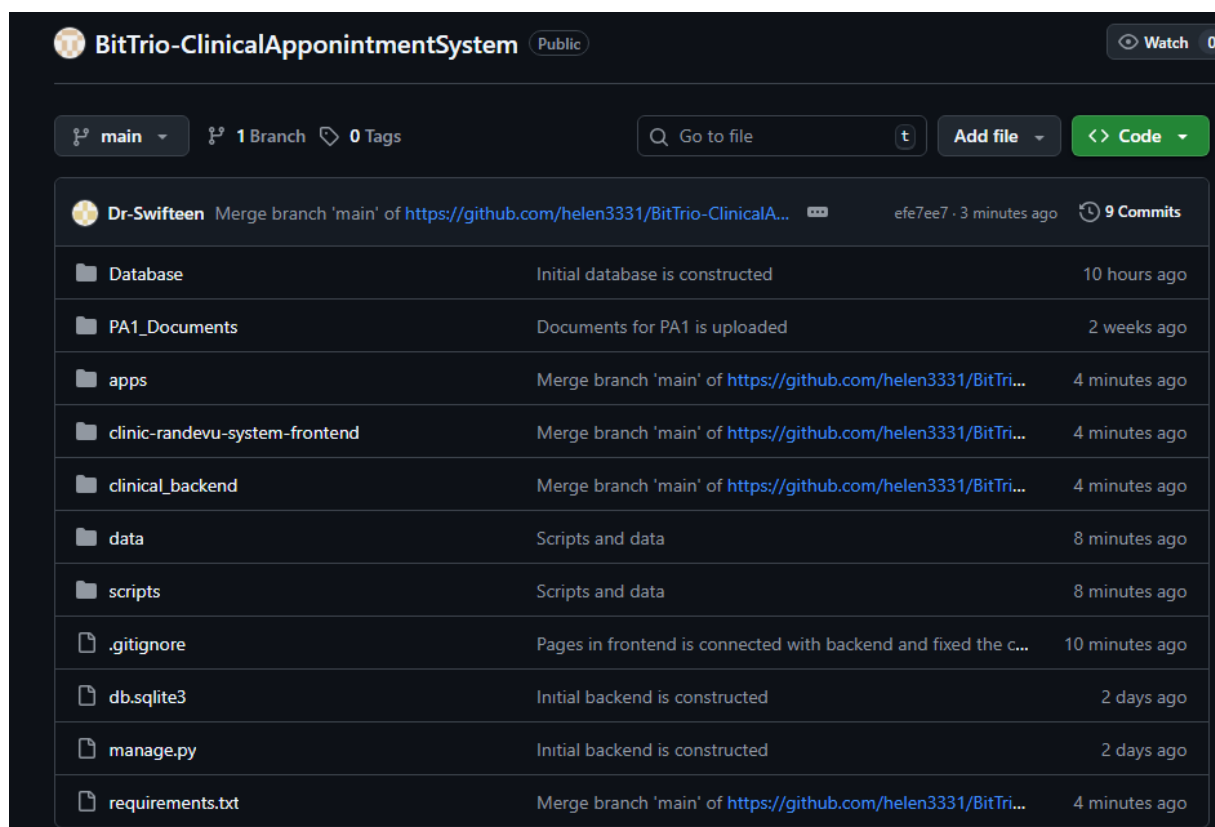 BitTrio-ClinicalApponintmentSystem Public Watch 0
main 1 Branch 0 Tags Go to file t Add file Code
Dr-Swifteen Merge branch 'main' of https://github.com/helen3331/BitTrio-ClinicalA... efe7ee7 · 3 minutes ago 9 Commits
Database Initial database is constructed 10 hours ago
PA1_Documents Documents for PA1 is uploaded 2 weeks ago
apps Merge branch 'main' of https://github.com/helen3331/BitTri... 4 minutes ago
clinic-randevu-system-frontend Merge branch 'main' of https://github.com/helen3331/BitTri... 4 minutes ago
clinical_backend Merge branch 'main' of https://github.com/helen3331/BitTri... 4 minutes ago
data Scripts and data 8 minutes ago
scripts Scripts and data 8 minutes ago
.gitignore Pages in frontend is connected with backend and fixed the c... 10 minutes ago
db.sqlite3 Inıtial backend is constructed 2 days ago
manage.py Inıtial backend is constructed 2 days ago
requirements.txt Merge branch 'main' of https://github.com/helen3331/BitTri... 4 minutes ago